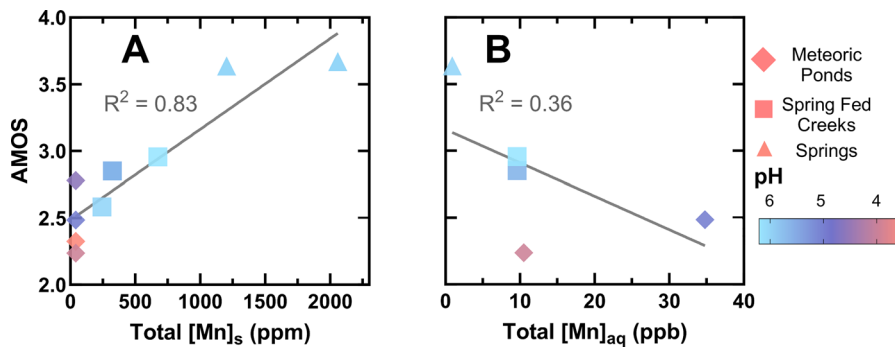 A
R² = 0.83
AMOS
4.0
3.5
3.0
2.5
2.0
0
500
1000
1500
2000
Total [Mn]s (ppm)
B
R² = 0.36
0
10
20
30
40
Total [Mn]aq (ppb)
Meteoric
Ponds
Spring Fed
Creeks
Springs
pH
6
5
4